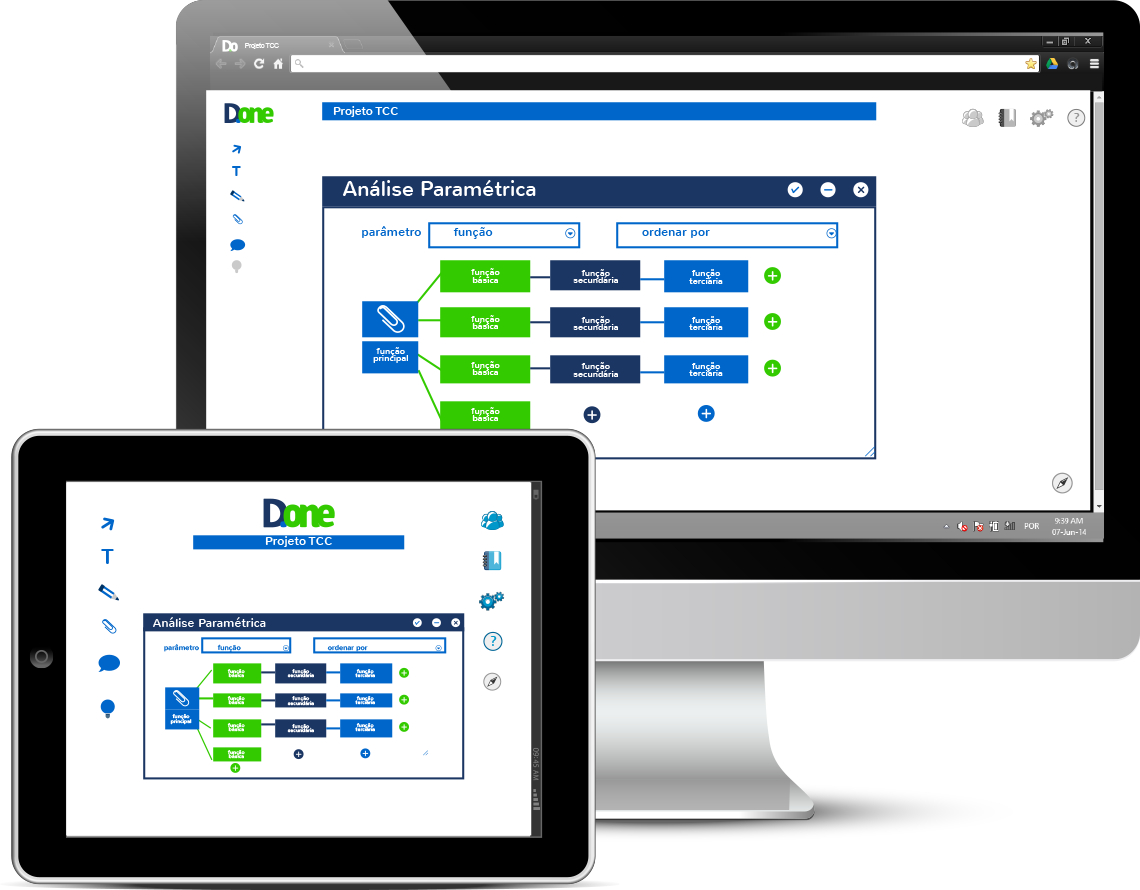 Do Projeto TCC
Done
Projeto TCC
?
T
Análise Paramétrica
parâmetro função ordenar por
função
básica
função
secundária
função
terciária
função
básica
função
secundária
função
terciária
função
principal
função
básica
função
secundária
função
terciária
função
básica
POR
9:39 AM
07-Jun-14
Done
Projeto TCC
T
?
Análise Paramétrica
parâmetro função ordenar por
função
básica
função
secundária
função
terciária
função
básica
função
secundária
função
terciária
função
principal
função
básica
função
secundária
função
terciária
função
básica
09:45 AM